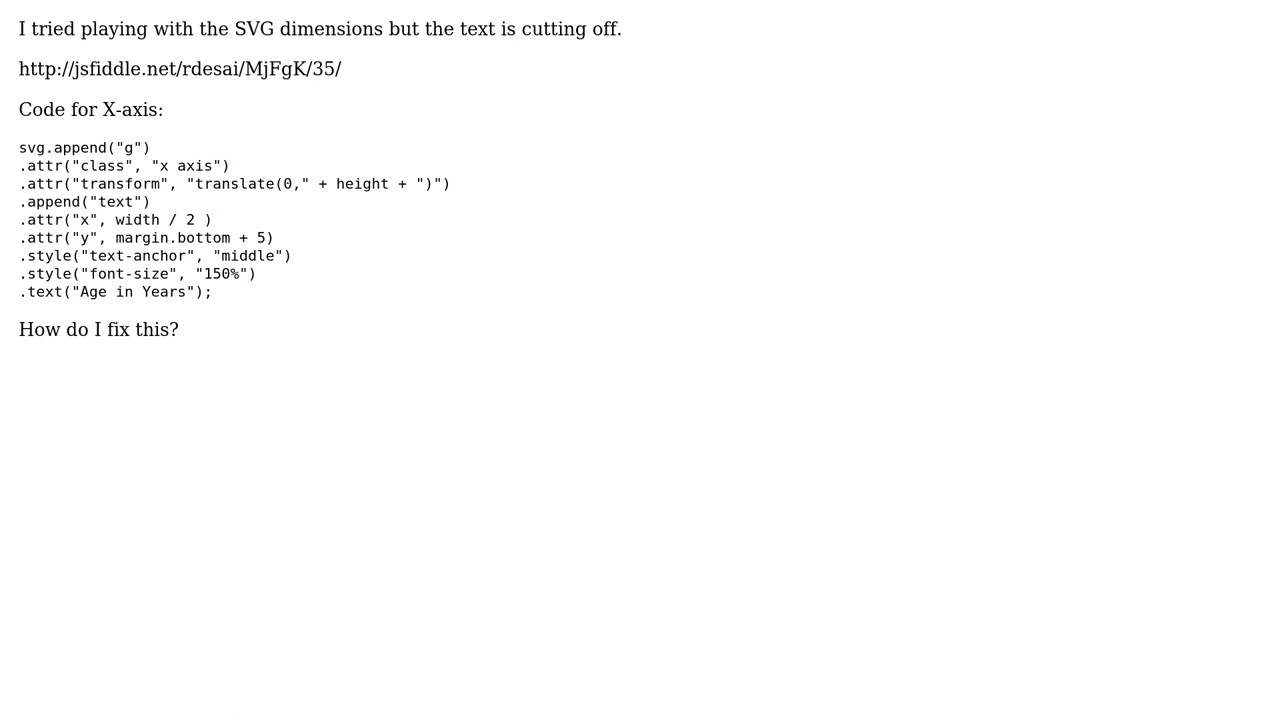 I tried playing with the SVG dimensions but the text is cutting off.
http://jsfiddle.net/rdesai/MjFgK/35/
Code for X-axis:
svg.append("g")
.attr("class", "x axis")
.attr("transform", "translate(0," + height + ")")
.append("text")
.attr("x", width / 2 )
.attr("y", margin.bottom + 5)
.style("text-anchor", "middle")
.style("font-size", "150%")
.text("Age in Years");
How do I fix this?